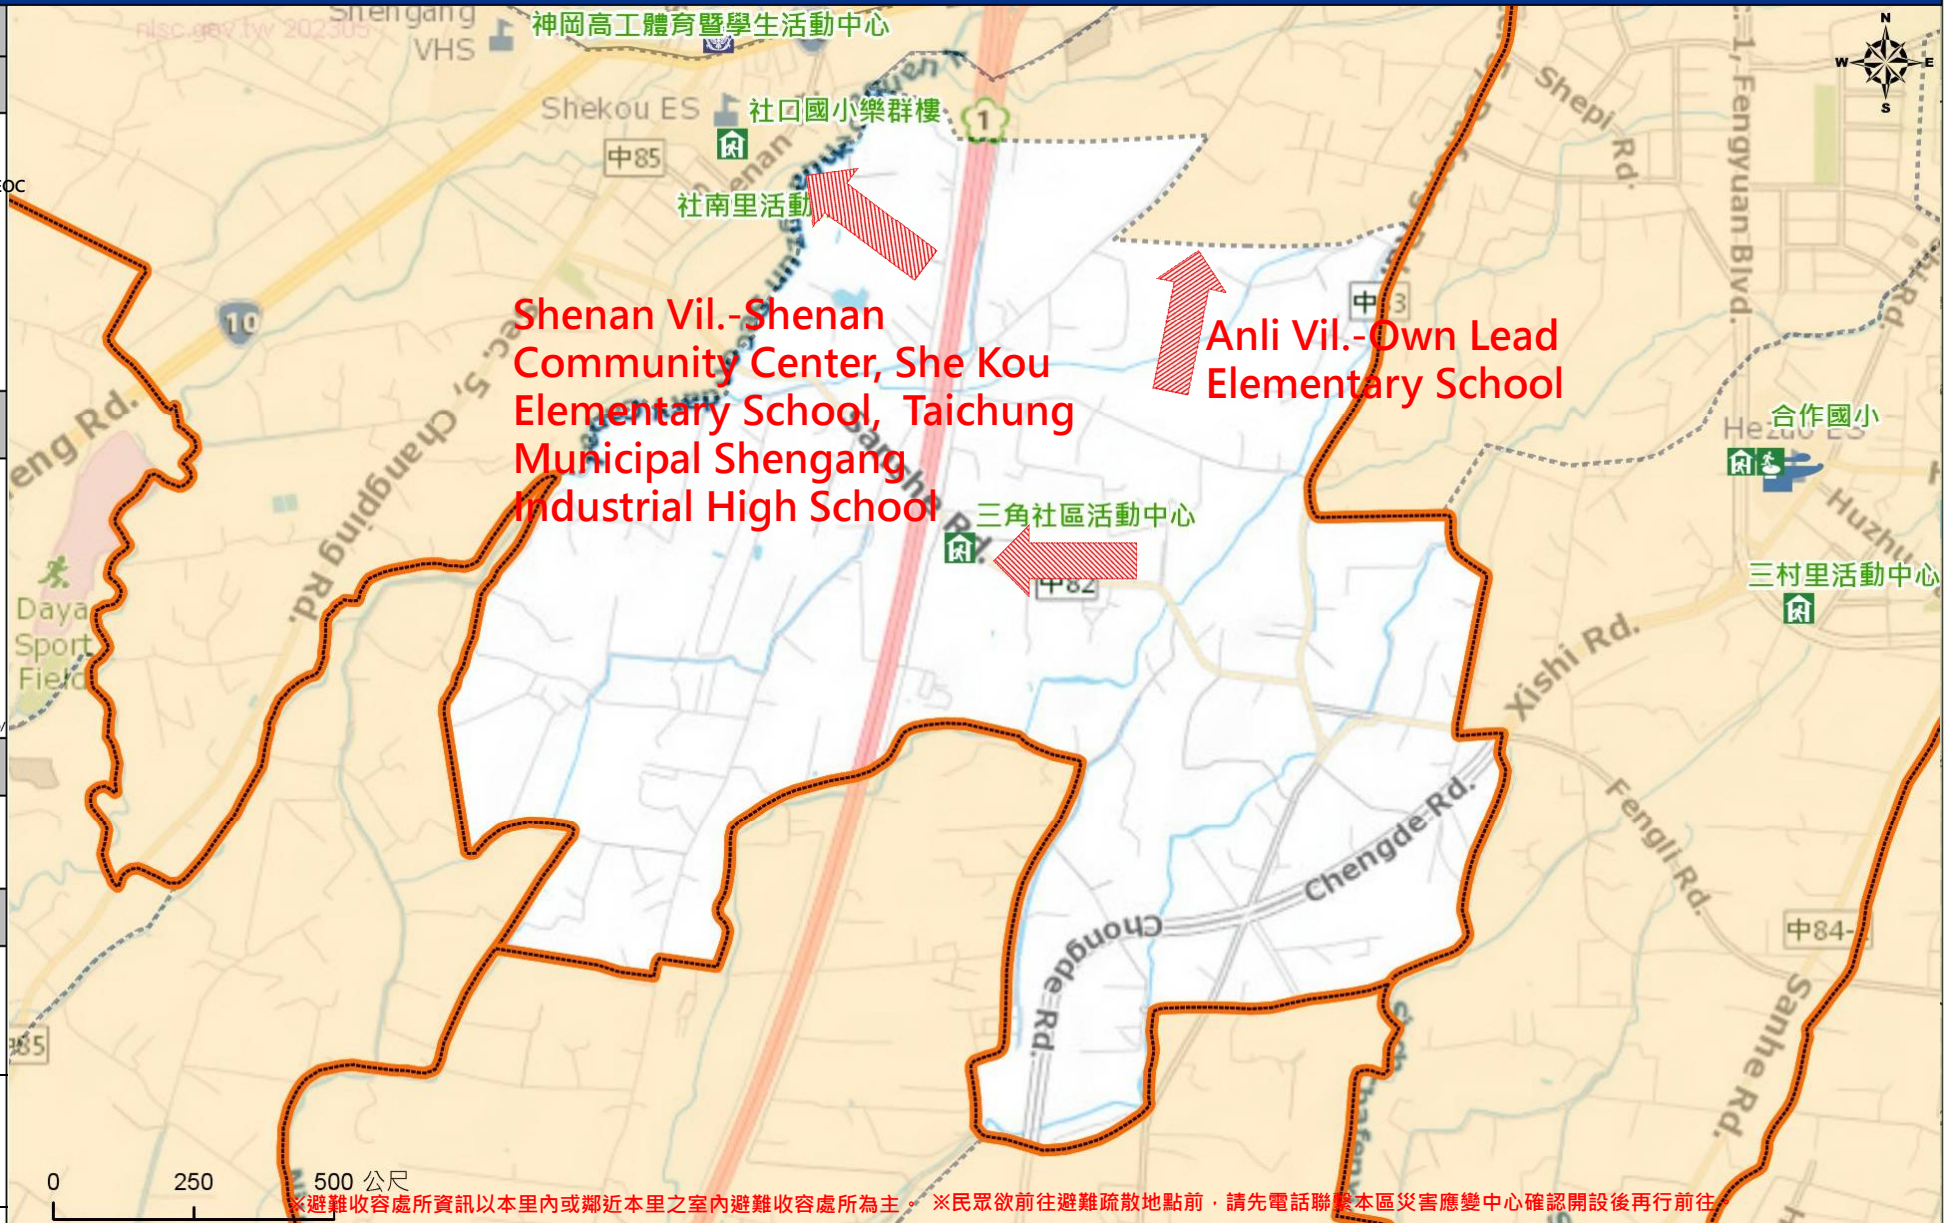 nlsc.gov.tw 202305
Shengang
VHS
神岡高工體育暨學生活動中心
N
W
E
S
Shekou ES
社口國小樂群樓
1
中85
社南里活動
EOC
Shepi
Rd.
Fengyuan Blvd.
10
Shenan Vil.-Shenan
Community Center, She Kou
Elementary School, Taichung
Municipal Shengang
Industrial High School
Anli Vil.-Own Lead
Elementary School
Sec. 5, Changping Rd.
合作國小
Hezuo ES
Huzhu
三角社區活動中心
中82
三村里活動中心
Daya
Sport
Field
Xishi Rd.
Chengde Rd.
Fengli Rd.
Chongde Rd.
中84-
Sanhe Rd.
0
250
500 公尺
※避難收容處所資訊以本里內或鄰近本里之室內避難收容處所為主。 ※民眾欲前往避難疏散地點前，請先電話聯繫本區災害應變中心確認開設後再行前往